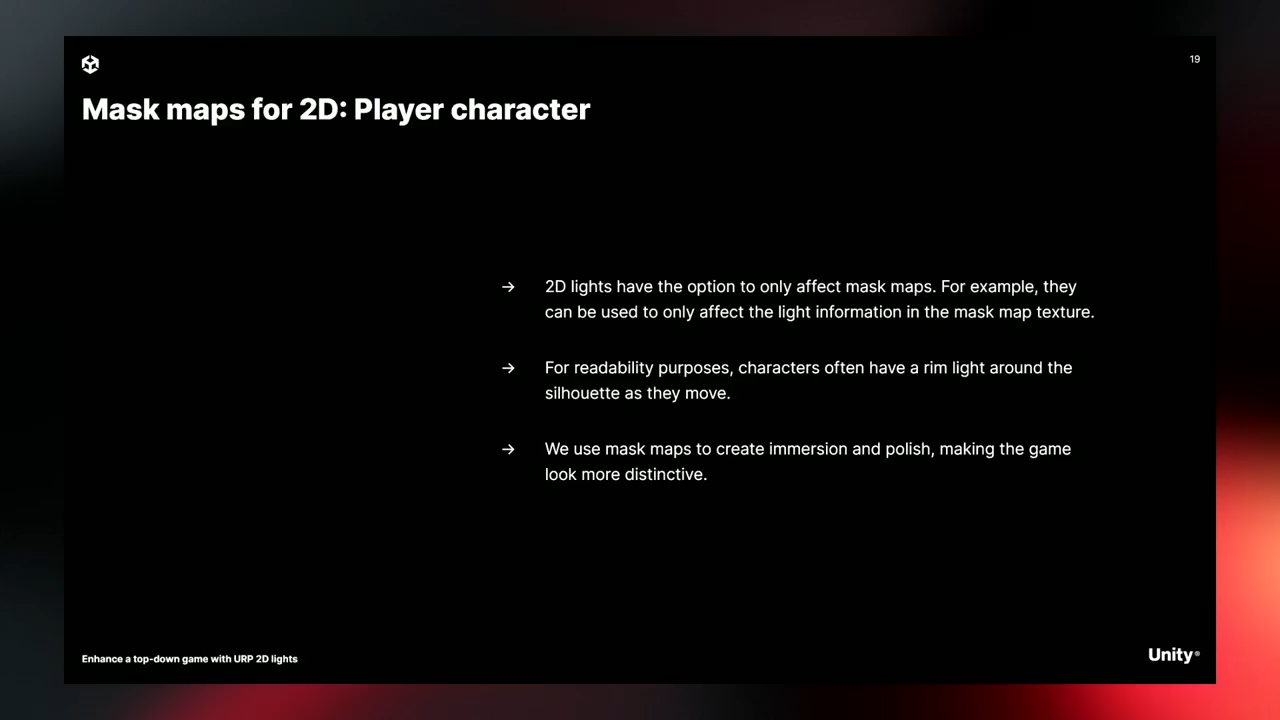 19
Mask maps for 2D: Player character
→ 2D lights have the option to only affect mask maps. For example, they
can be used to only affect the light information in the mask map texture.
→ For readability purposes, characters often have a rim light around the
silhouette as they move.
→ We use mask maps to create immersion and polish, making the game
look more distinctive.
Enhance a top-down game with URP 2D lights
Unity®